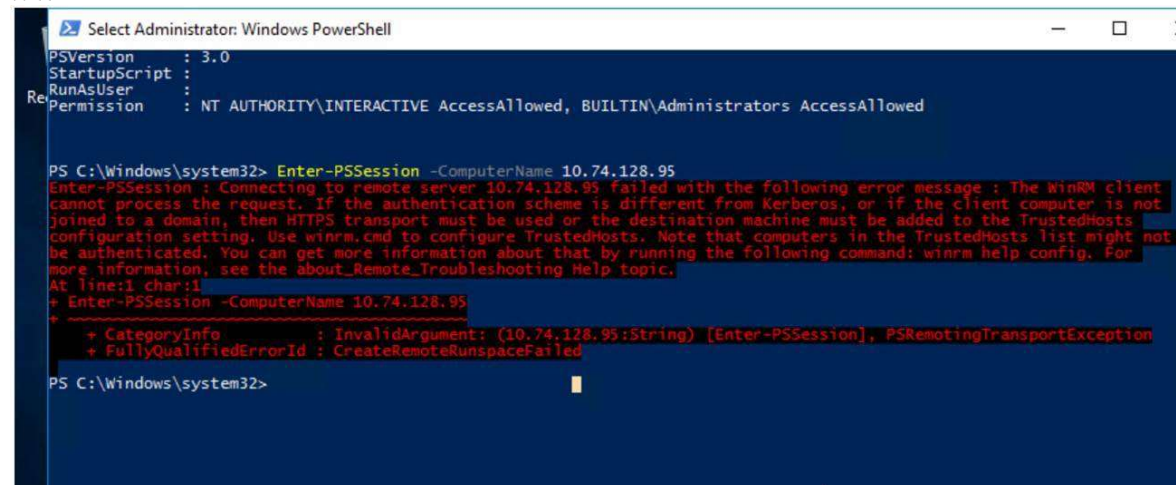 Select Administrator: Windows PowerShell
PSVersion     : 3.0
StartupScript :
RunAsUser     :
Permission    : NT AUTHORITY\INTERACTIVE AccessAllowed, BUILTIN\Administrators AccessAllowed
Re
PS C:\Windows\system32> Enter-PSSession -ComputerName 10.74.128.95
Enter-PSSession : Connecting to remote server 10.74.128.95 failed with the following error message : The WinRM client
cannot process the request. If the authentication scheme is different from Kerberos, or if the client computer is not
joined to a domain, then HTTPS transport must be used or the destination machine must be added to the TrustedHosts
configuration setting. Use winrm.cmd to configure TrustedHosts. Note that computers in the TrustedHosts list might not
be authenticated. You can get more information about that by running the following command: winrm help config. For
more information, see the about_Remote_Troubleshooting Help topic.
At line:1 char:1
+ Enter-PSSession -ComputerName 10.74.128.95
+ ~~~~~~~~~~~~~~~~~~~~~~~~~~~~~~~~~~~~~~~~~~
    + CategoryInfo          : InvalidArgument: (10.74.128.95:String) [Enter-PSSession], PSRemotingTransportException
    + FullyQualifiedErrorId : CreateRemoteRunspaceFailed
PS C:\Windows\system32>